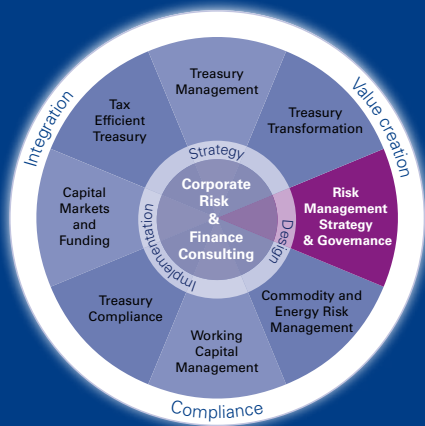 Integration
Value creation
Compliance
Treasury
Management
Treasury
Transformation
Risk
Management
Strategy
& Governance
Commodity and
Energy Risk
Management
Working
Capital
Management
Treasury
Compliance
Capital
Markets
and
Funding
Tax
Efficient
Treasury
Strategy
Design
Implementation
Corporate
Risk
&
Finance
Consulting